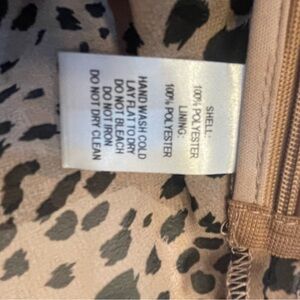 SHELL:
100% POLYESTER
LINING:
100% POLYESTER
HAND WASH COLD
LAY FLAT TO DRY
DO NOT BLEACH
DO NOT IRON
DO NOT DRY CLEAN